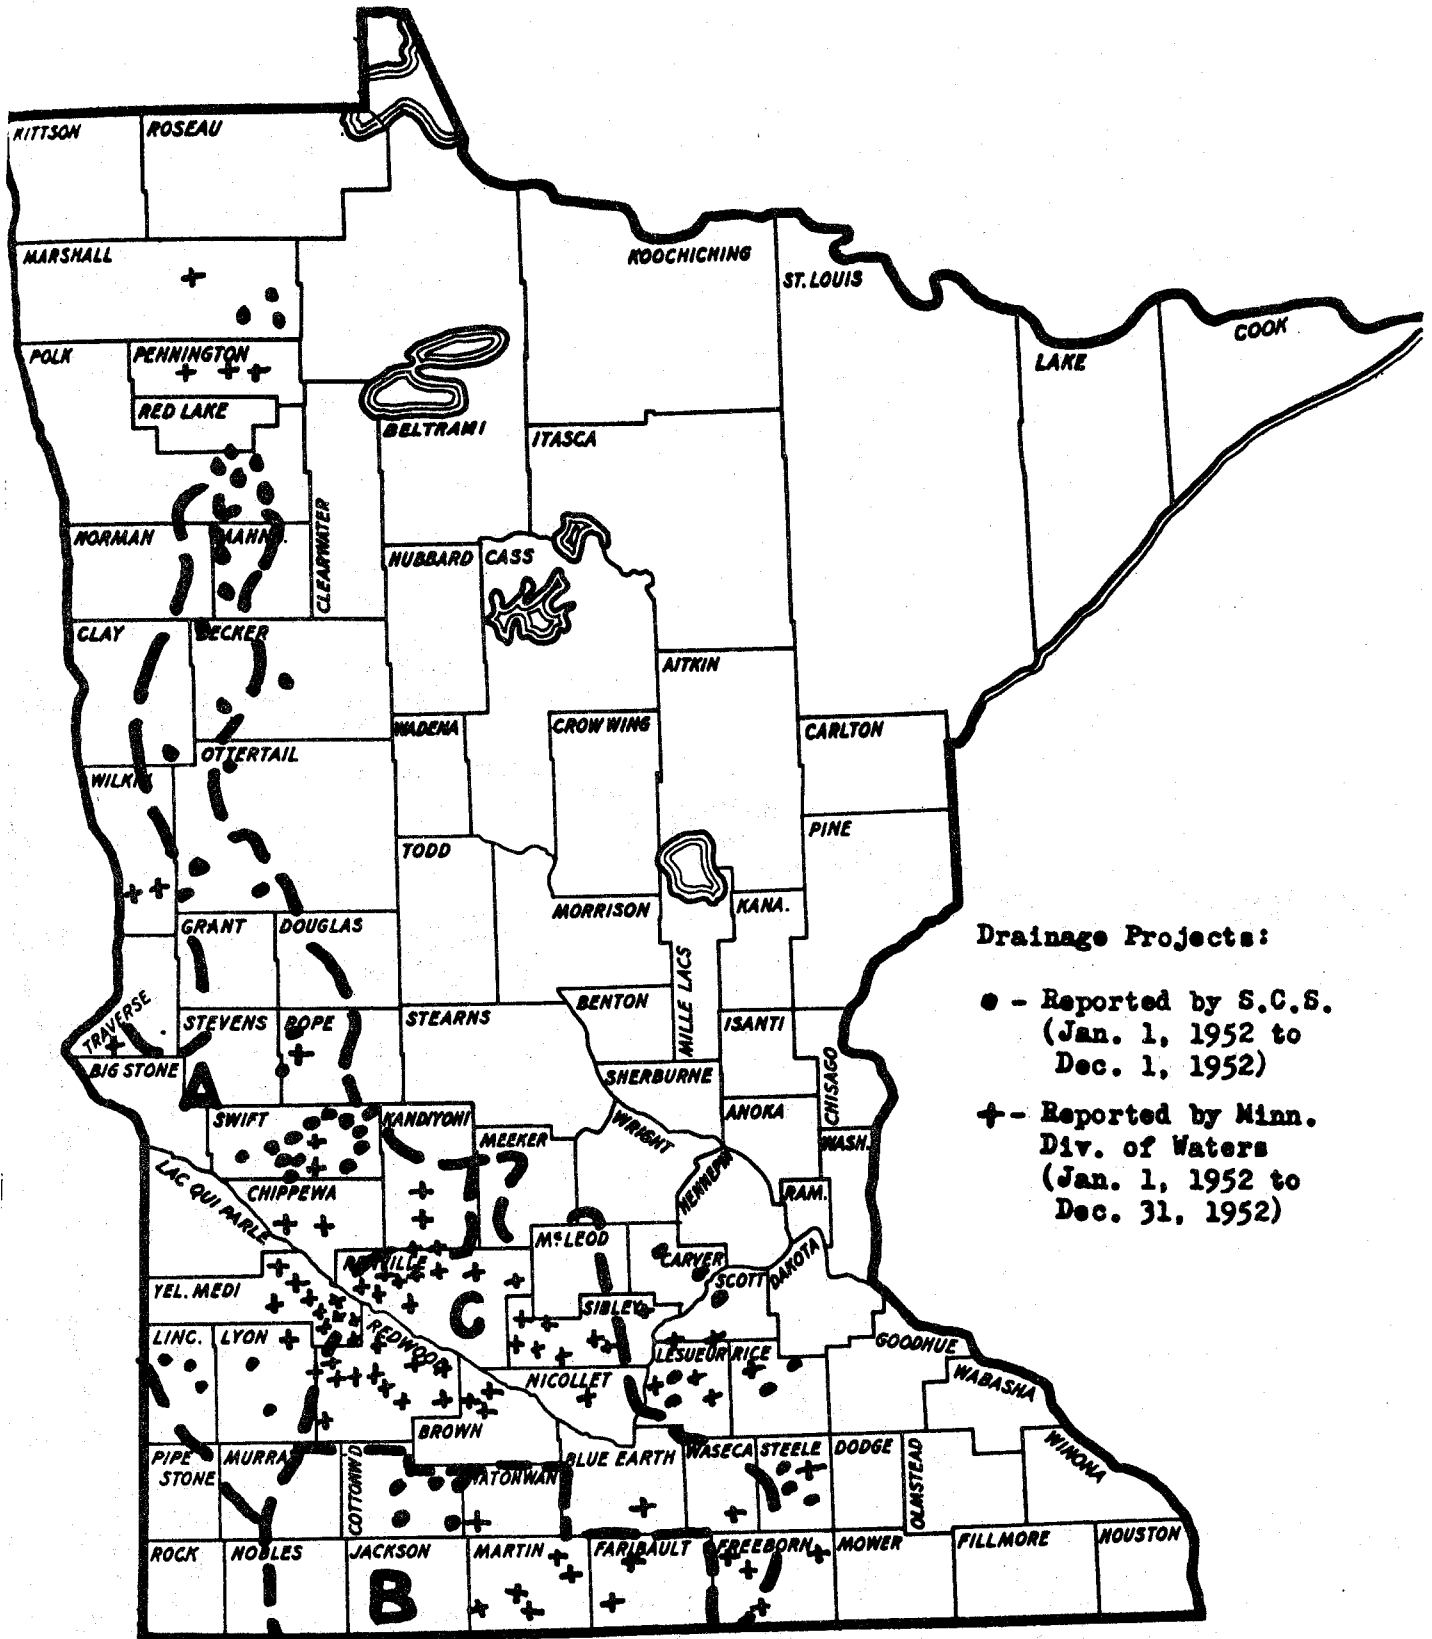 KITTSON
ROSEAU
MARSHALL
KOOCHICHING
ST. LOUIS
COOK
LAKE
POLK
PENNINGTON
RED LAKE
BELTRAMI
ITASCA
CLEARWATER
NORMAN
MAHN.
HUBBARD
CASS
CLAY
BECKER
AITKIN
WADENA
CROW WING
CARLTON
OTTERTAIL
WILKIN
PINE
TODD
MORRISON
KANA.
GRANT
DOUGLAS
MILLE LACS
BENTON
TRAVERSE
STEVENS
POPE
STEARNS
ISANTI
BIG STONE
A
SHERBURNE
CHISAGO
SWIFT
KANDIYOHI
MEEKER
WRIGHT
ANOKA
WASH.
HENNEPIN
RAM.
LAC QUI PARLE
CHIPPEWA
McLEOD
CARVER
SCOTT
DAKOTA
RENVILLE
YEL. MEDI
C
SIBLEY
LINC.
LYON
REDWOOD
LESUEUR
RICE
GOODHUE
NICOLLET
WABASHA
BROWN
PIPE
STONE
MURRAY
COTTONW'D
WATONWAN
BLUE EARTH
WASECA
STEELE
DODGE
OLMSTEAD
WINONA
ROCK
NOBLES
JACKSON
MARTIN
FARIBAULT
FREEBORN
MOWER
FILLMORE
HOUSTON
B
Drainage Projects:
● - Reported by S.C.S.
(Jan. 1, 1952 to
Dec. 1, 1952)
+ - Reported by Minn.
Div. of Waters
(Jan. 1, 1952 to
Dec. 31, 1952)